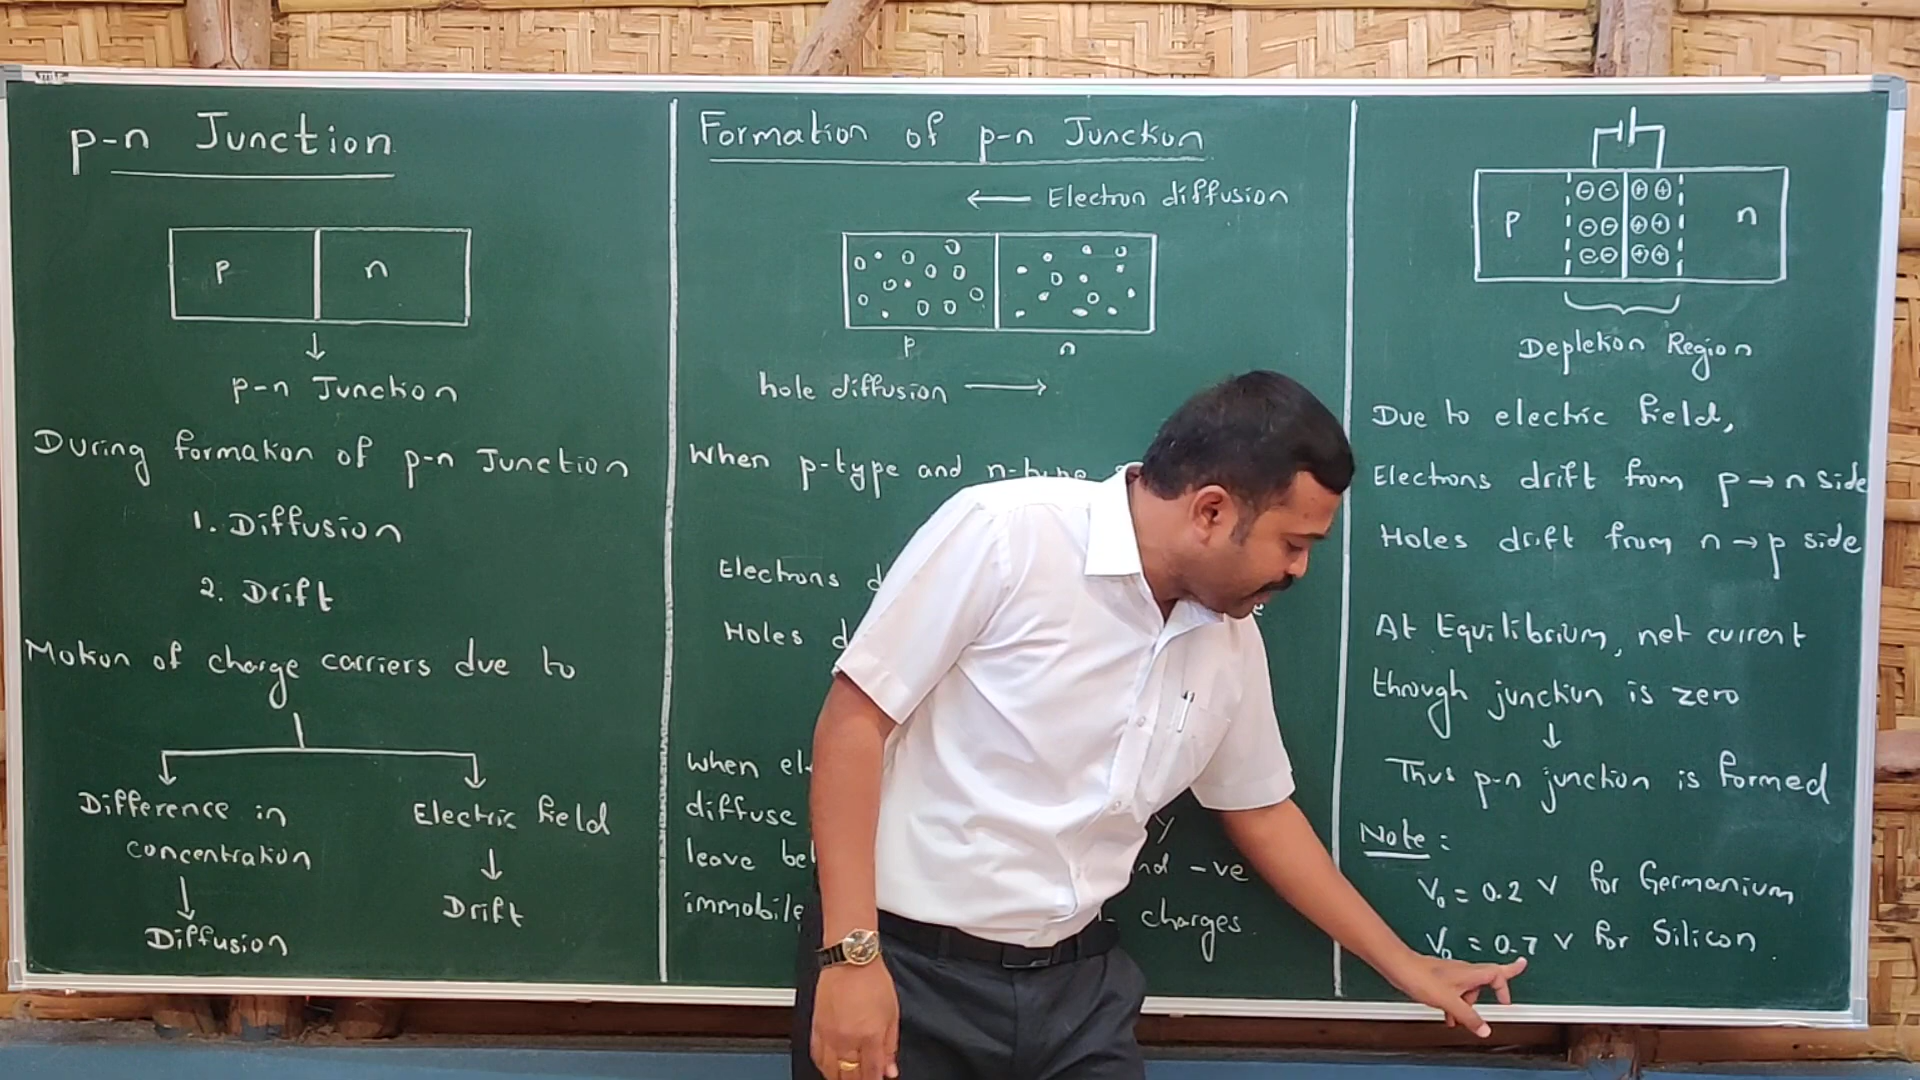 p-n Junction
p
n
p-n Junction
During formation of p-n Junction
1. Diffusion
2. Drift
Motion of charge carriers due to
Difference in
concentration
Diffusion
Electric field
Drift
Formation of p-n Junction
← Electron diffusion
p
n
hole diffusion →
When p-type and n-type
Electrons
Holes
When
diffuse
leave
immobile
and -ve
charges
p
n
Depletion Region
Due to electric field,
Electrons drift from p→n side
Holes drift from n→p side
At Equilibrium, net current
through junction is zero
↓
Thus p-n junction is formed
Note :
V₀ = 0.2 V for Germanium
V₀ = 0.7 V for Silicon.